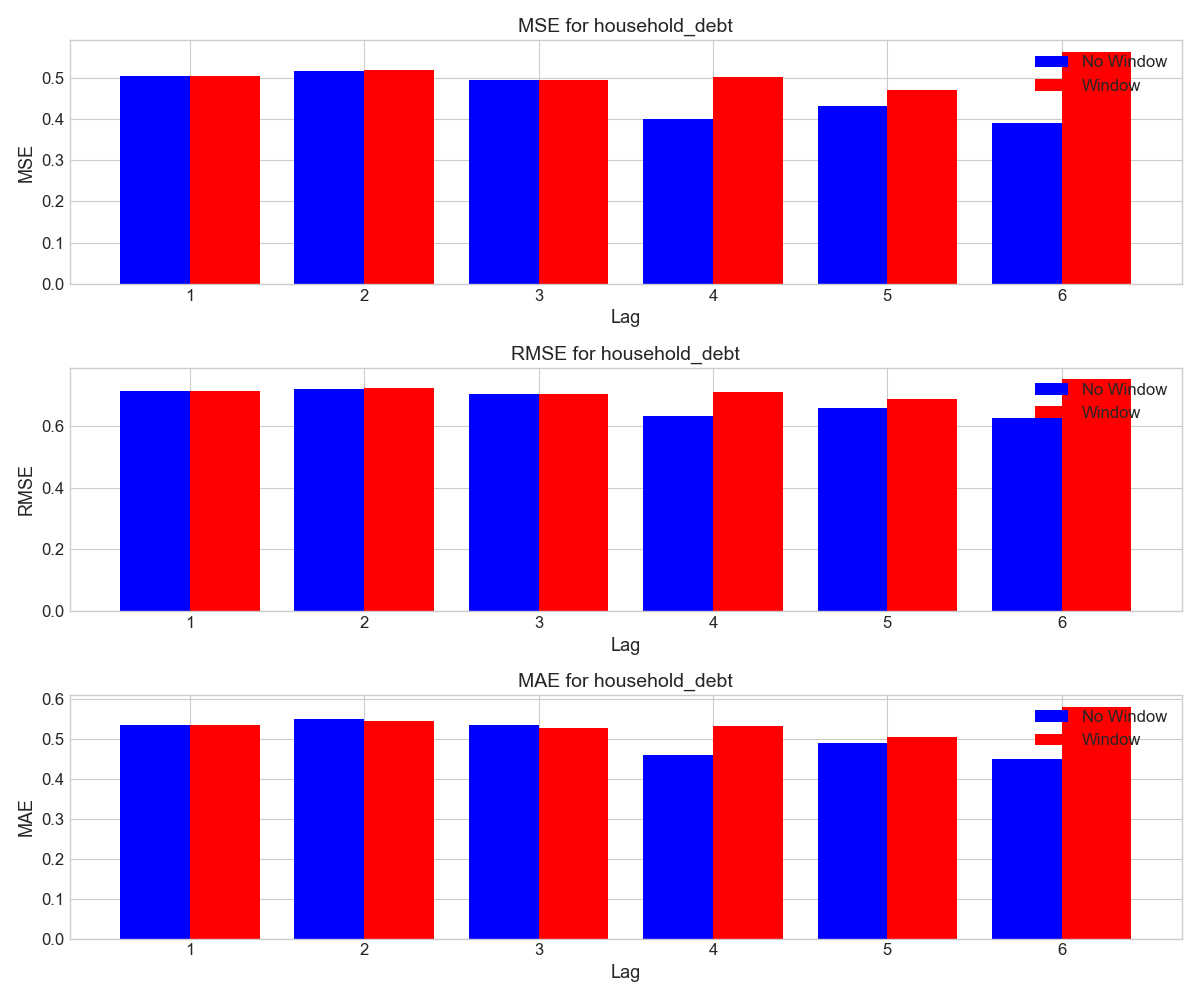 MSE for household_debt
No Window
Window
0.5
0.4
0.3
0.2
0.1
0.0
MSE
1 2 3 4 5 6
Lag
RMSE for household_debt
No Window
Window
0.6
0.4
0.2
0.0
RMSE
1 2 3 4 5 6
Lag
MAE for household_debt
No Window
Window
0.6
0.5
0.4
0.3
0.2
0.1
0.0
MAE
1 2 3 4 5 6
Lag